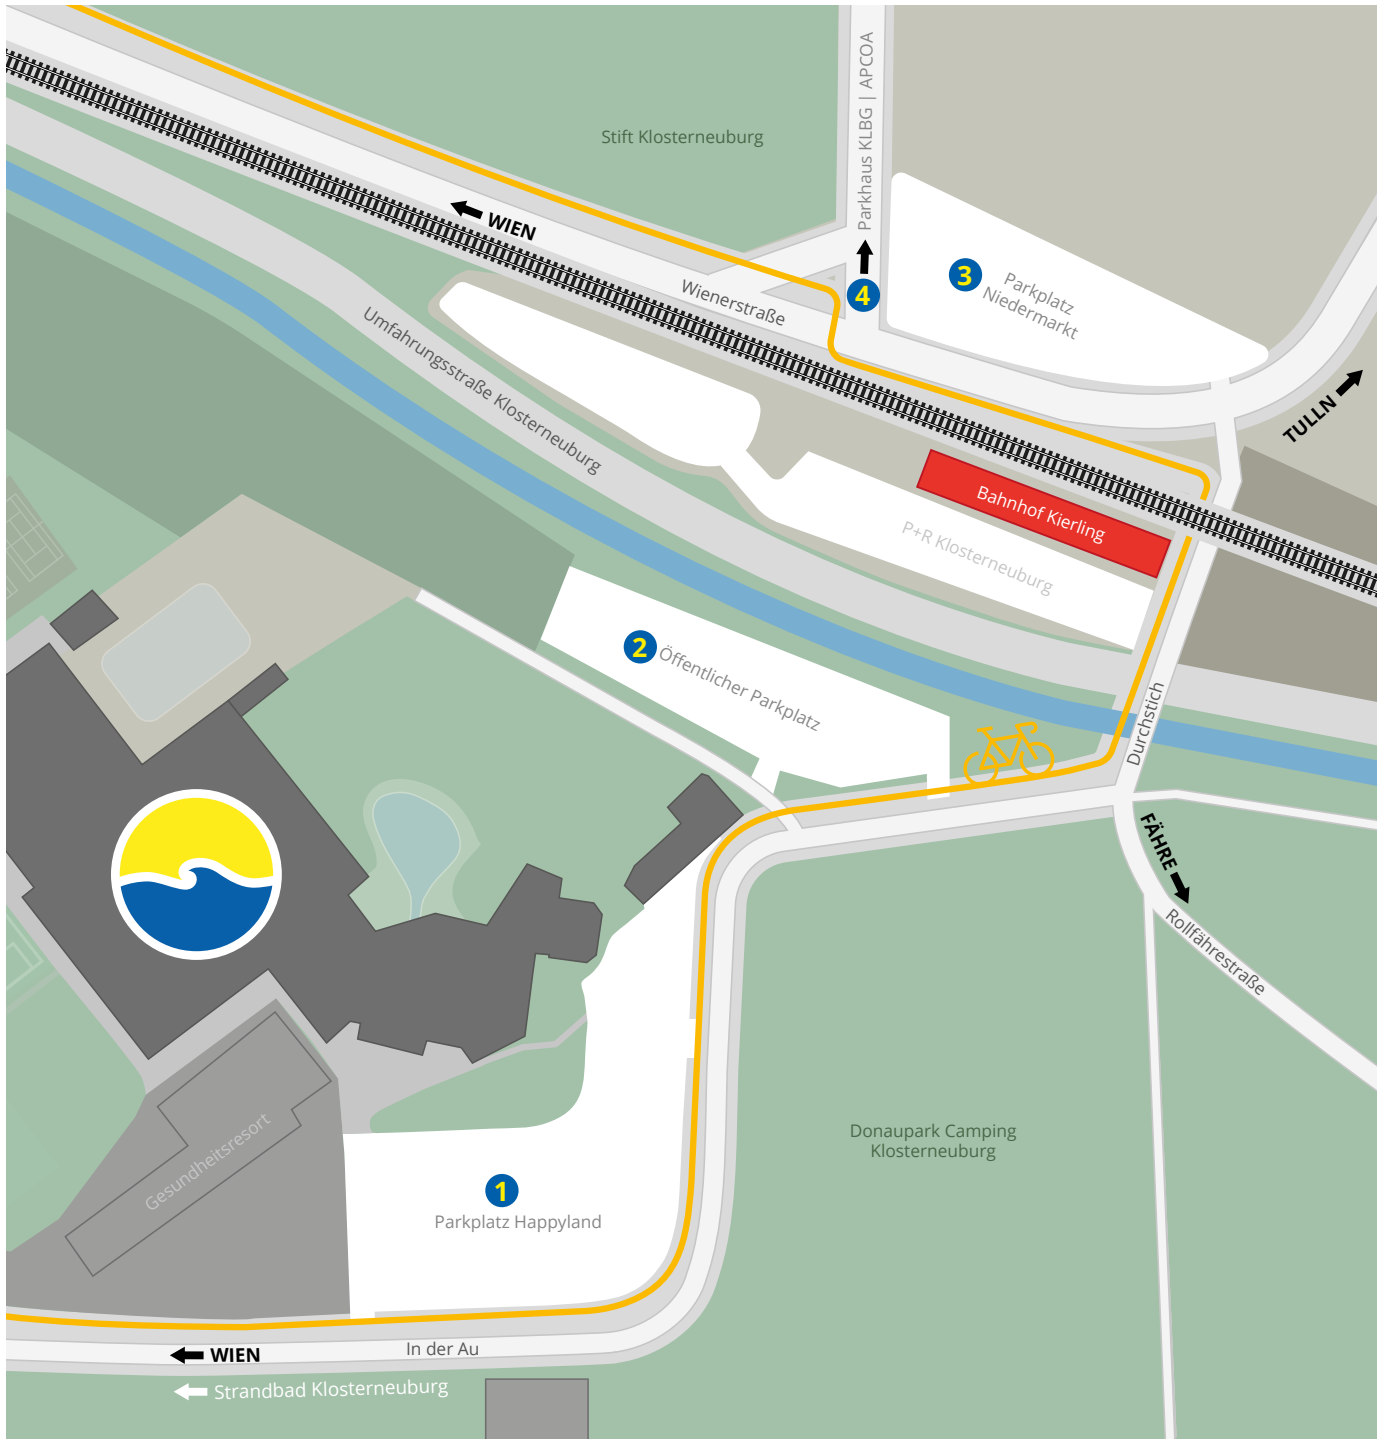 Stift Klosterneuburg
Parkhaus KLBG | APCOA
WIEN
Wienerstraße
4
3
Parkplatz
Niedermarkt
TULLN
Umfahrungsstraße Klosterneuburg
Bahnhof Kierling
P+R Klosterneuburg
2
Öffentlicher Parkplatz
Durchstich
FÄHRE
Rollfährestraße
Donaupark Camping
Klosterneuburg
Gesundheitsresort
1
Parkplatz Happyland
WIEN
In der Au
Strandbad Klosterneuburg